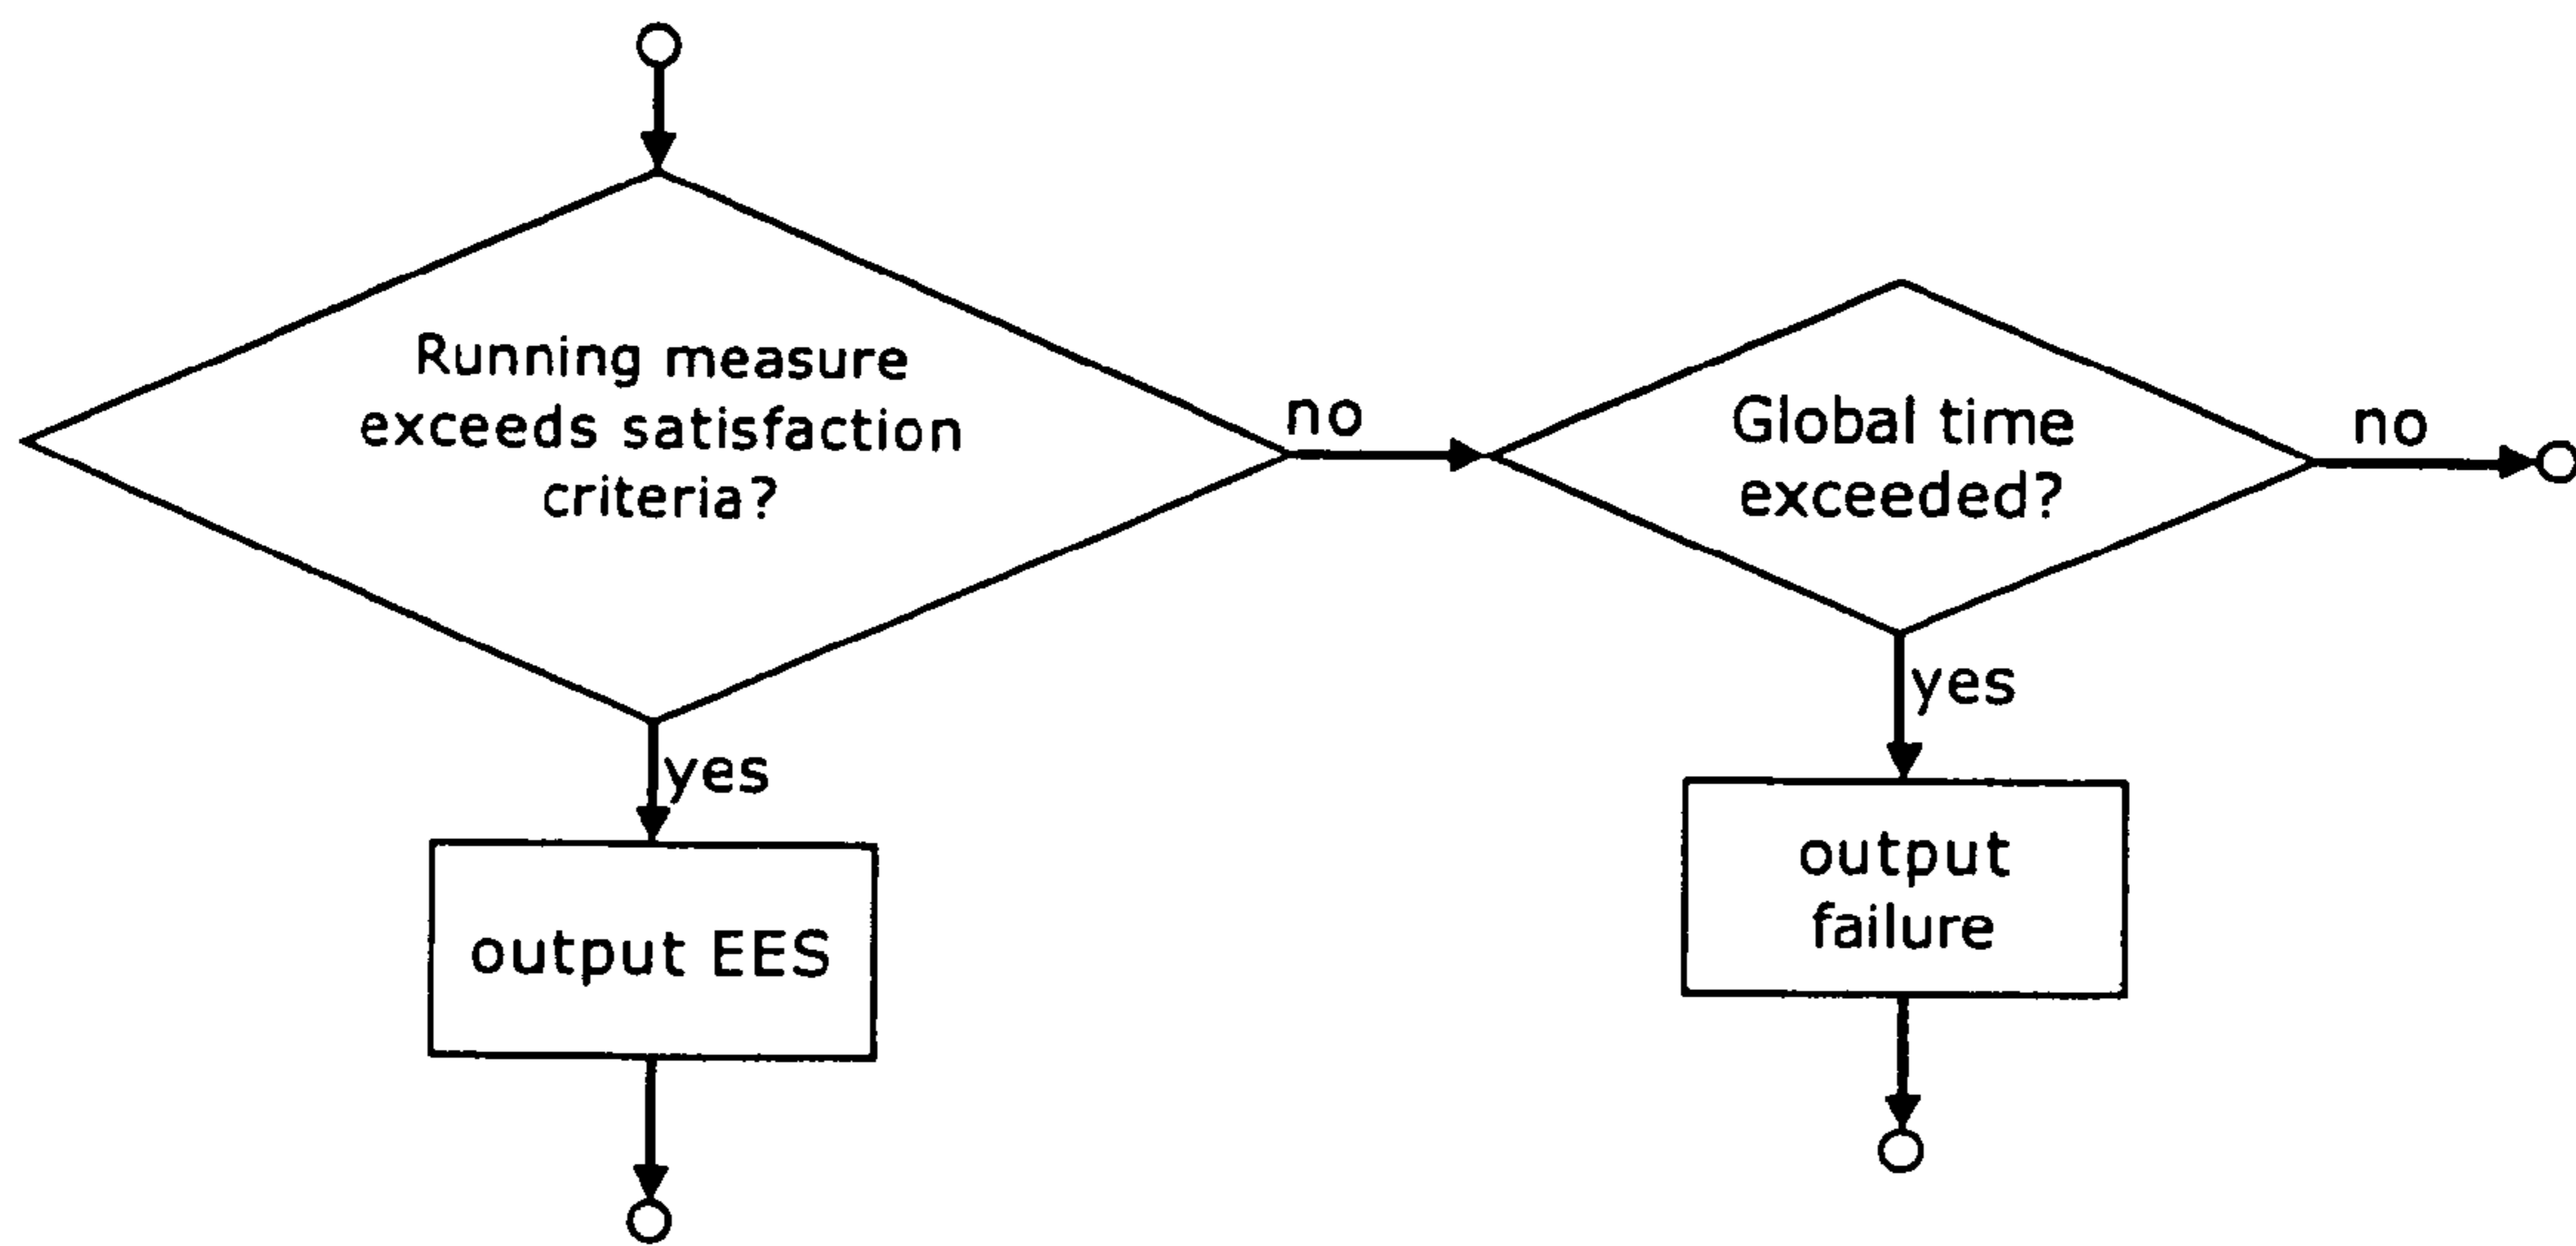 Running measure
exceeds satisfaction
criteria?
no
Global time
exceeded?
no
yes
output EES
yes
output
failure